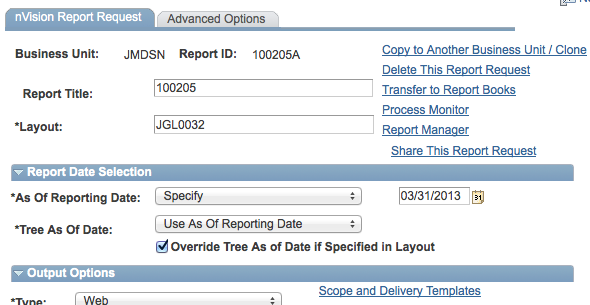 nVision Report Request Advanced Options
Business Unit: JMDSN Report ID: 100205A
Copy to Another Business Unit / Clone
Delete This Report Request
Report Title: 100205
Transfer to Report Books
Process Monitor
*Layout: JGL0032
Report Manager
Share This Report Request
Report Date Selection
*As Of Reporting Date: Specify 03/31/2013
*Tree As Of Date: Use As Of Reporting Date
Override Tree As of Date if Specified in Layout
Output Options
*Type: Web
Scope and Delivery Templates